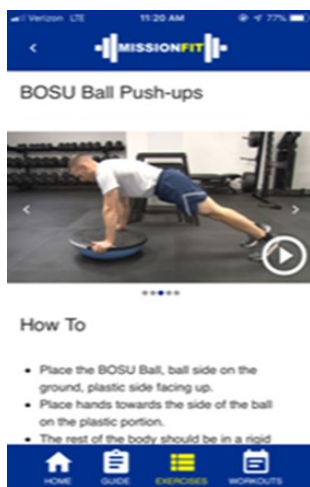 Verizon LTE 11:20 AM 77%
MISSIONFIT
BOSU Ball Push-ups
How To
• Place the BOSU Ball, ball side on the
ground, plastic side facing up.
• Place hands towards the side of the ball
on the plastic portion.
• The rest of the body should be in a rigid
HOME GUIDE EXERCISES WORKOUTS